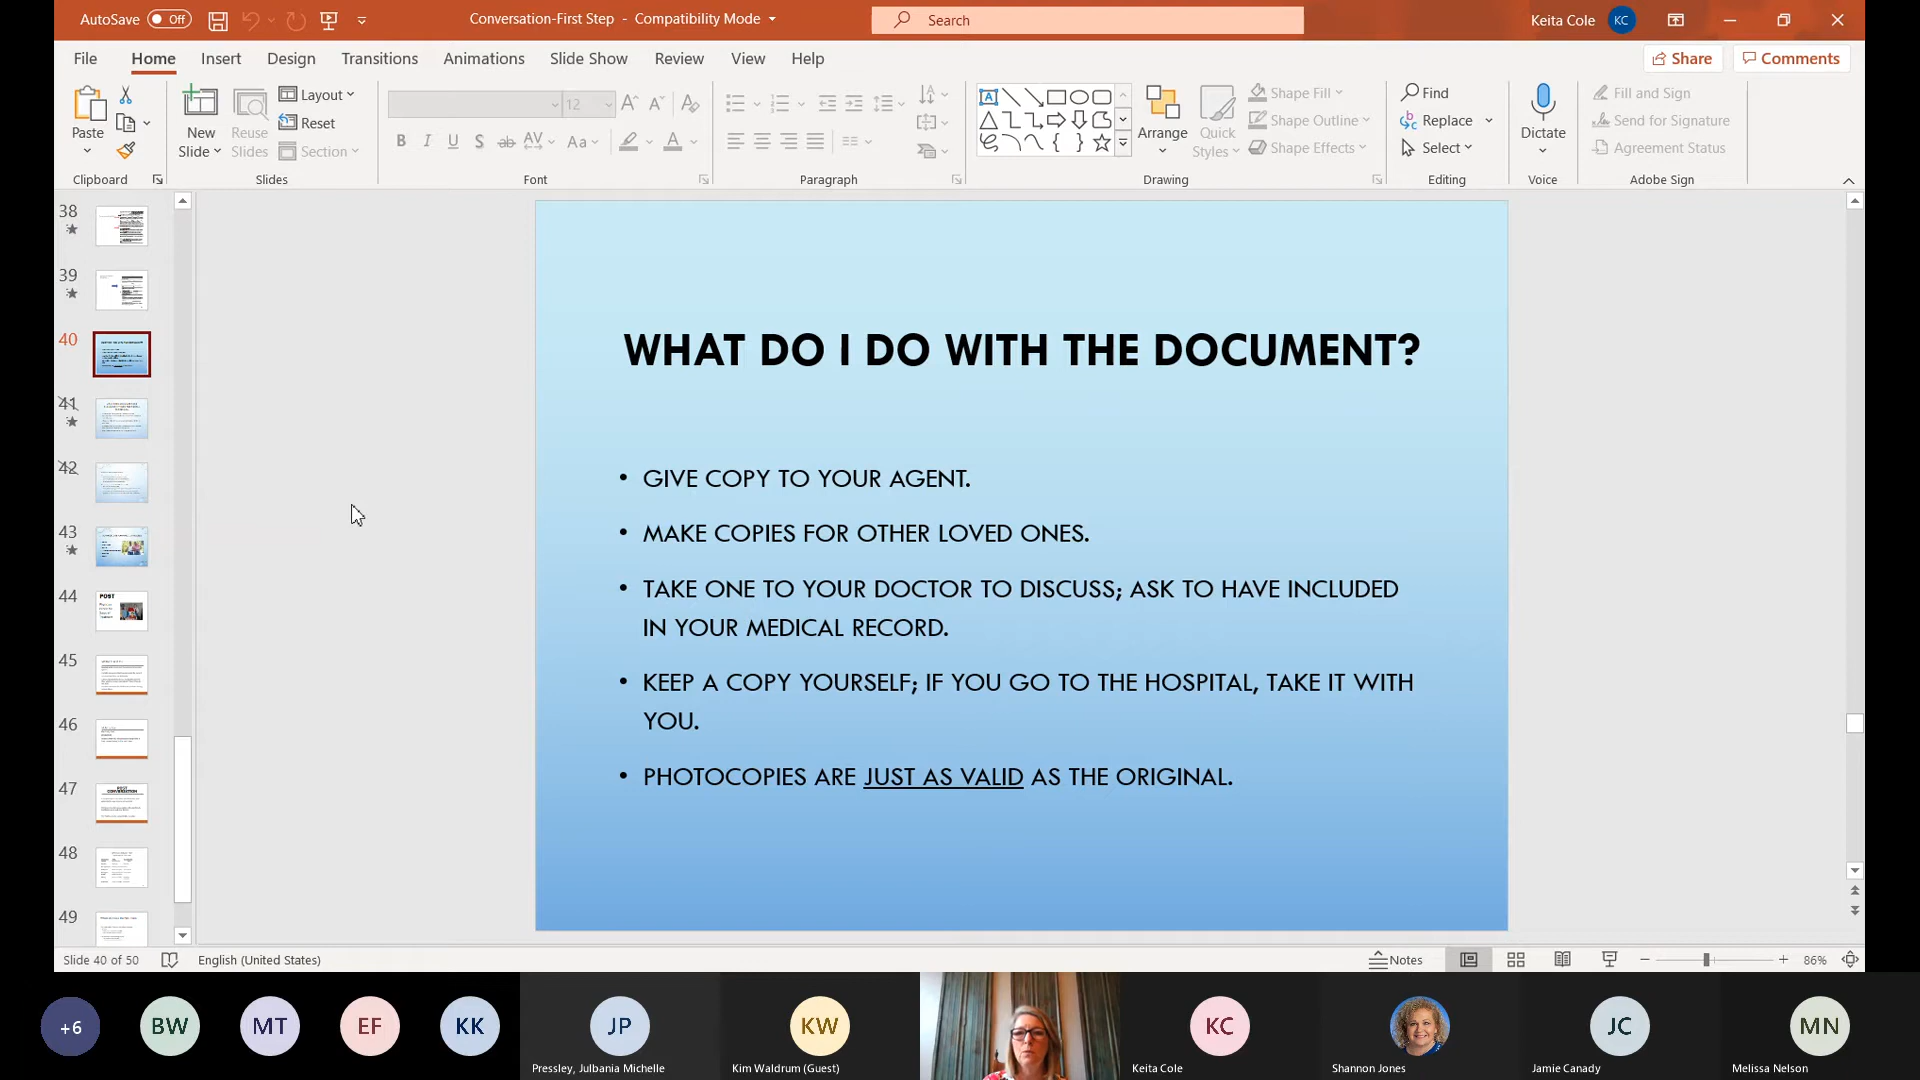 AutoSave Off
Conversation-First Step - Compatibility Mode
Search
Keita Cole KC
File Home Insert Design Transitions Animations Slide Show Review View Help
Share Comments
Paste
Clipboard
New Slide
Reuse Slides
Layout
Reset
Section
Slides
12
Font
Paragraph
Arrange
Quick Styles
Shape Fill
Shape Outline
Shape Effects
Drawing
Find
Replace
Select
Editing
Dictate
Voice
Fill and Sign
Send for Signature
Agreement Status
Adobe Sign
38
39
40
41
42
43
44
POST
45
46
47
48
49
WHAT DO I DO WITH THE DOCUMENT?
• GIVE COPY TO YOUR AGENT.
• MAKE COPIES FOR OTHER LOVED ONES.
• TAKE ONE TO YOUR DOCTOR TO DISCUSS; ASK TO HAVE INCLUDED
IN YOUR MEDICAL RECORD.
• KEEP A COPY YOURSELF; IF YOU GO TO THE HOSPITAL, TAKE IT WITH
YOU.
• PHOTOCOPIES ARE JUST AS VALID AS THE ORIGINAL.
Slide 40 of 50 English (United States)
Notes 86%
+6 BW MT EF KK JP KW KC JC MN
Pressley, Julbania Michelle
Kim Waldrum (Guest)
Keita Cole
Shannon Jones
Jamie Canady
Melissa Nelson